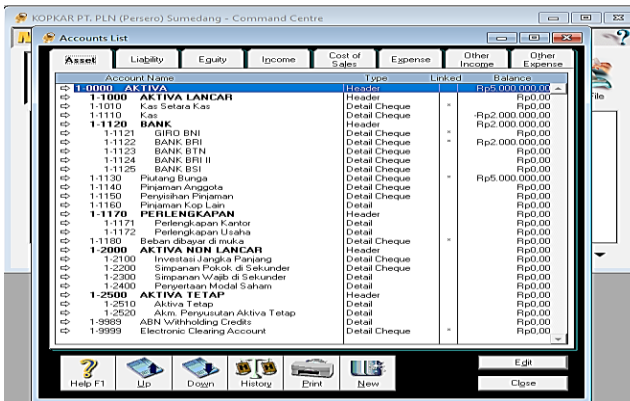 KOPKAR PT. PLN (Persero) Sumedang - Command Centre
Accounts List
Asset Liability Equity Income Cost of Sales Expense Other Income Other Expense
Account Name Type Linked Balance
1-0000 AKTIVA Header Rp5.000.000,00
1-1000 AKTIVA LANCAR Header Rp0,00
1-1010 Kas Setara Kas Detail Cheque * Rp0,00
1-1110 Kas Detail Cheque -Rp2.000.000,00
1-1120 BANK Header Rp2.000.000,00
1-1121 GIRO BNI Detail Cheque * Rp0,00
1-1122 BANK BRI Detail Cheque * Rp2.000.000,00
1-1123 BANK BTN Detail Cheque Rp0,00
1-1124 BANK BRI II Detail Cheque Rp0,00
1-1125 BANK BSI Detail Cheque Rp0,00
1-1130 Piutang Bunga Detail Cheque * Rp5.000.000,00
1-1140 Pinjaman Anggota Detail Cheque Rp0,00
1-1150 Penyisihan Pinjaman Detail Cheque * Rp0,00
1-1160 Pinjaman Kop Lain Detail Rp0,00
1-1170 PERLENGKAPAN Header Rp0,00
1-1171 Perlengkapan Kantor Detail Rp0,00
1-1172 Perlengkapan Usaha Detail Rp0,00
1-1180 Beban dibayar di muka Detail Cheque * Rp0,00
1-2000 AKTIVA NON LANCAR Header Rp0,00
1-2100 Investasi Jangka Panjang Detail Cheque Rp0,00
1-2200 Simpanan Pokok di Sekunder Detail Cheque Rp0,00
1-2300 Simpanan Wajib di Sekunder Detail Rp0,00
1-2400 Penyertaan Modal Saham Detail Rp0,00
1-2500 AKTIVA TETAP Header Rp0,00
1-2510 Aktiva Tetap Detail Rp0,00
1-2520 Akm. Penyusutan Aktiva Tetap Detail Rp0,00
1-9989 ABN Withholding Credits Detail Rp0,00
1-9999 Electronic Clearing Account Detail Cheque * Rp0,00
File
Edit
Help F1 Up Down History Print New Close